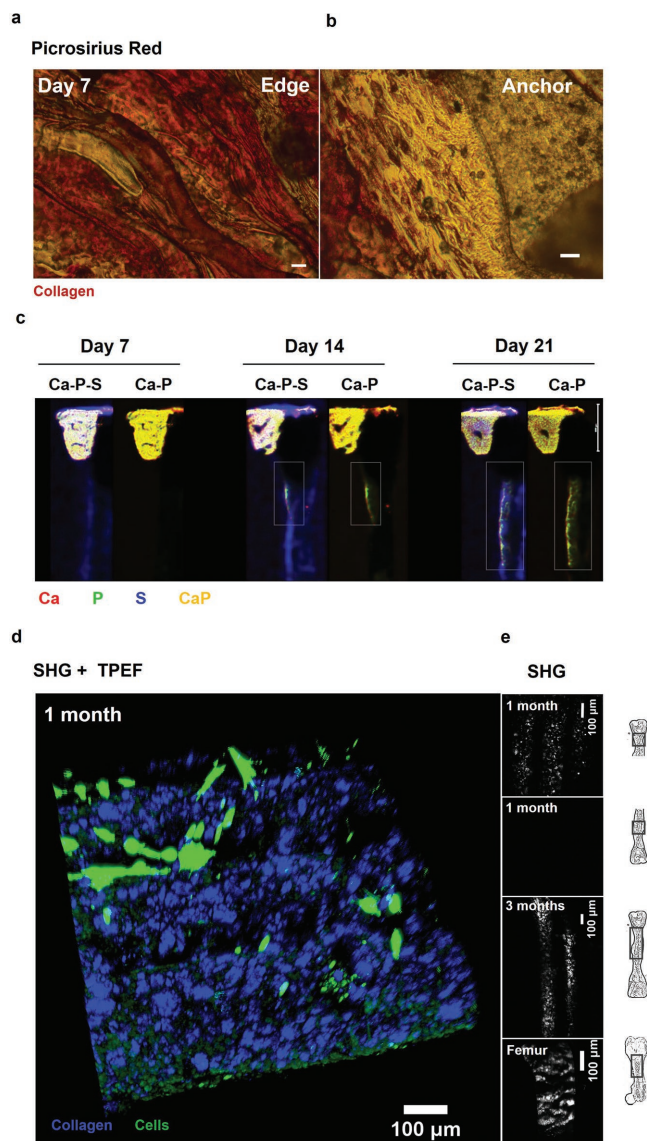 a
b
Picrosirius Red
Day 7
Edge
Anchor
Collagen
c
Day 7
Day 14
Day 21
Ca-P-S
Ca-P
Ca-P-S
Ca-P
Ca-P-S
Ca-P
Ca
P
S
CaP
d
e
SHG + TPEF
SHG
1 month
Collagen
Cells
100 µm
1 month
100 µm
1 month
3 months
100 µm
Femur
100 µm